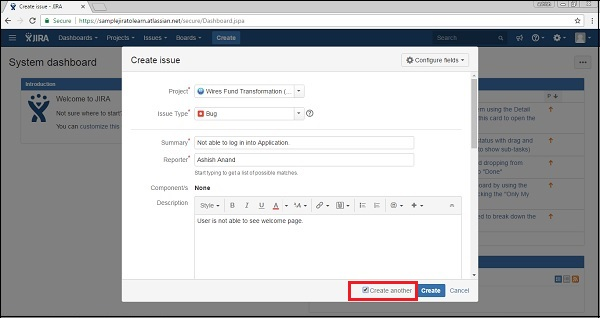 Create issue - JIRA
Secure https://samplejiratolearn.atlassian.net/secure/Dashboard.jspa
JIRA Dashboards Projects Issues Boards Create Search
System dashboard
Introduction
Welcome to JIRA
Not sure where to start?
You can customize this
Create issue
Configure fields
Project* Wires Fund Transformation (...
Issue Type* Bug
Summary* Not able to log in into Application.
Reporter* Ashish Anand
Start typing to get a list of possible matches.
Component/s None
Description Style B I U A
User is not able to see welcome page.
Create another Create Cancel
P
m using the Detail
this card to open the
status with drag and
to show sub-tasks)
d dropping from
to "Done"
board by using the
cking the "Only My
ed to break down the